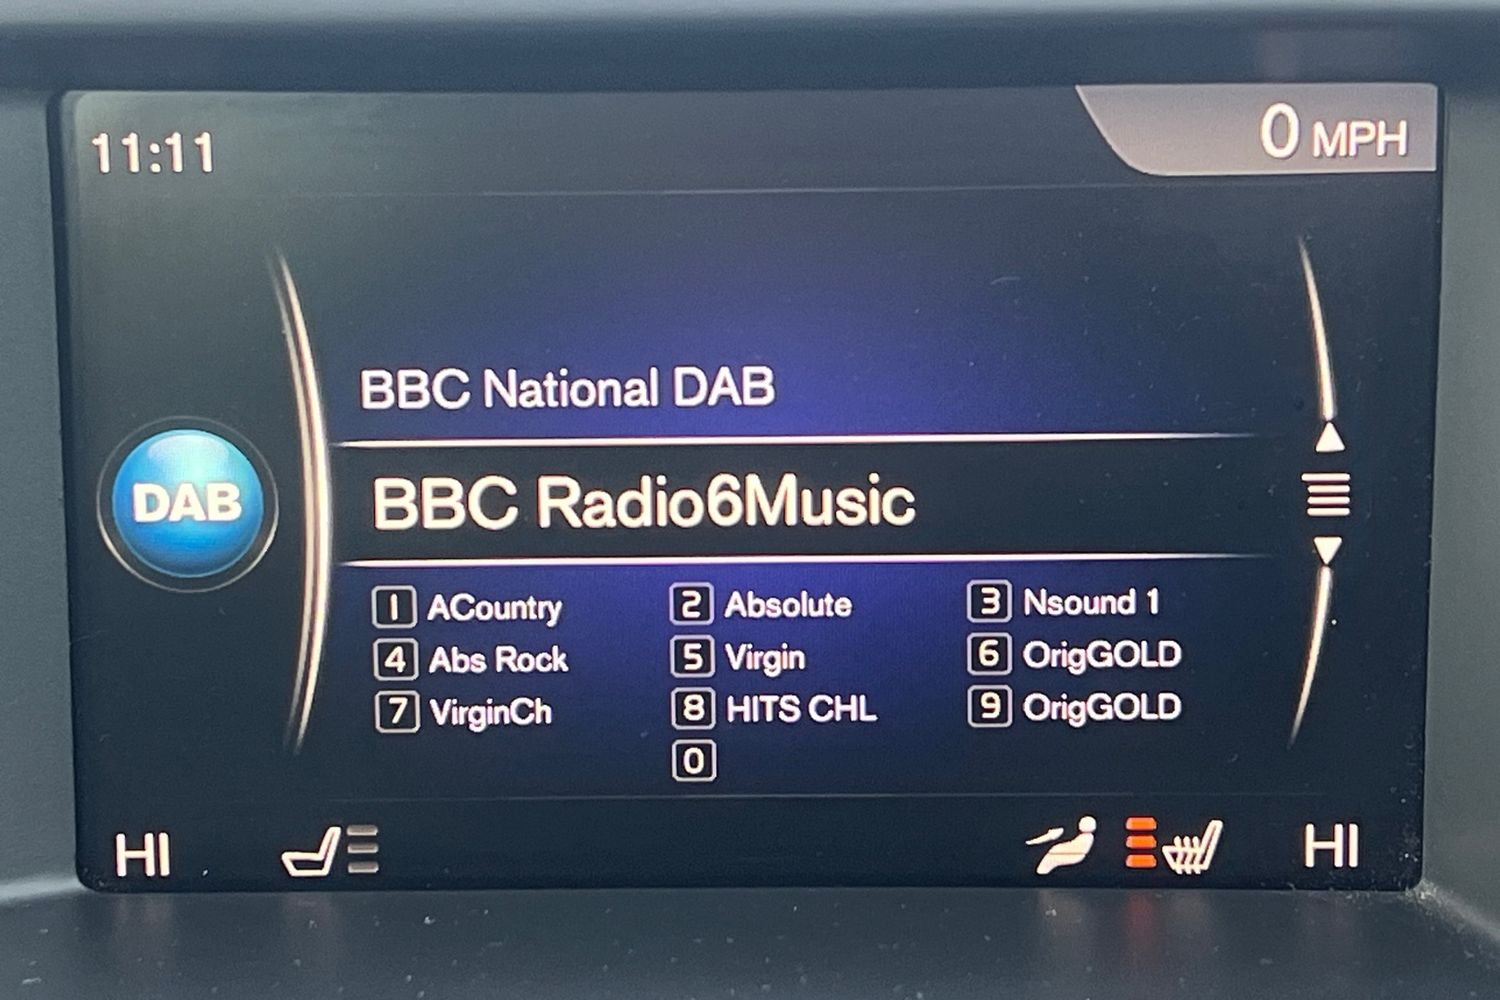 11:11
0 MPH
BBC National DAB
DAB
BBC Radio6Music
1 ACountry 2 Absolute 3 Nsound 1
4 Abs Rock 5 Virgin 6 OrigGOLD
7 VirginCh 8 HITS CHL 9 OrigGOLD
0
HI HI